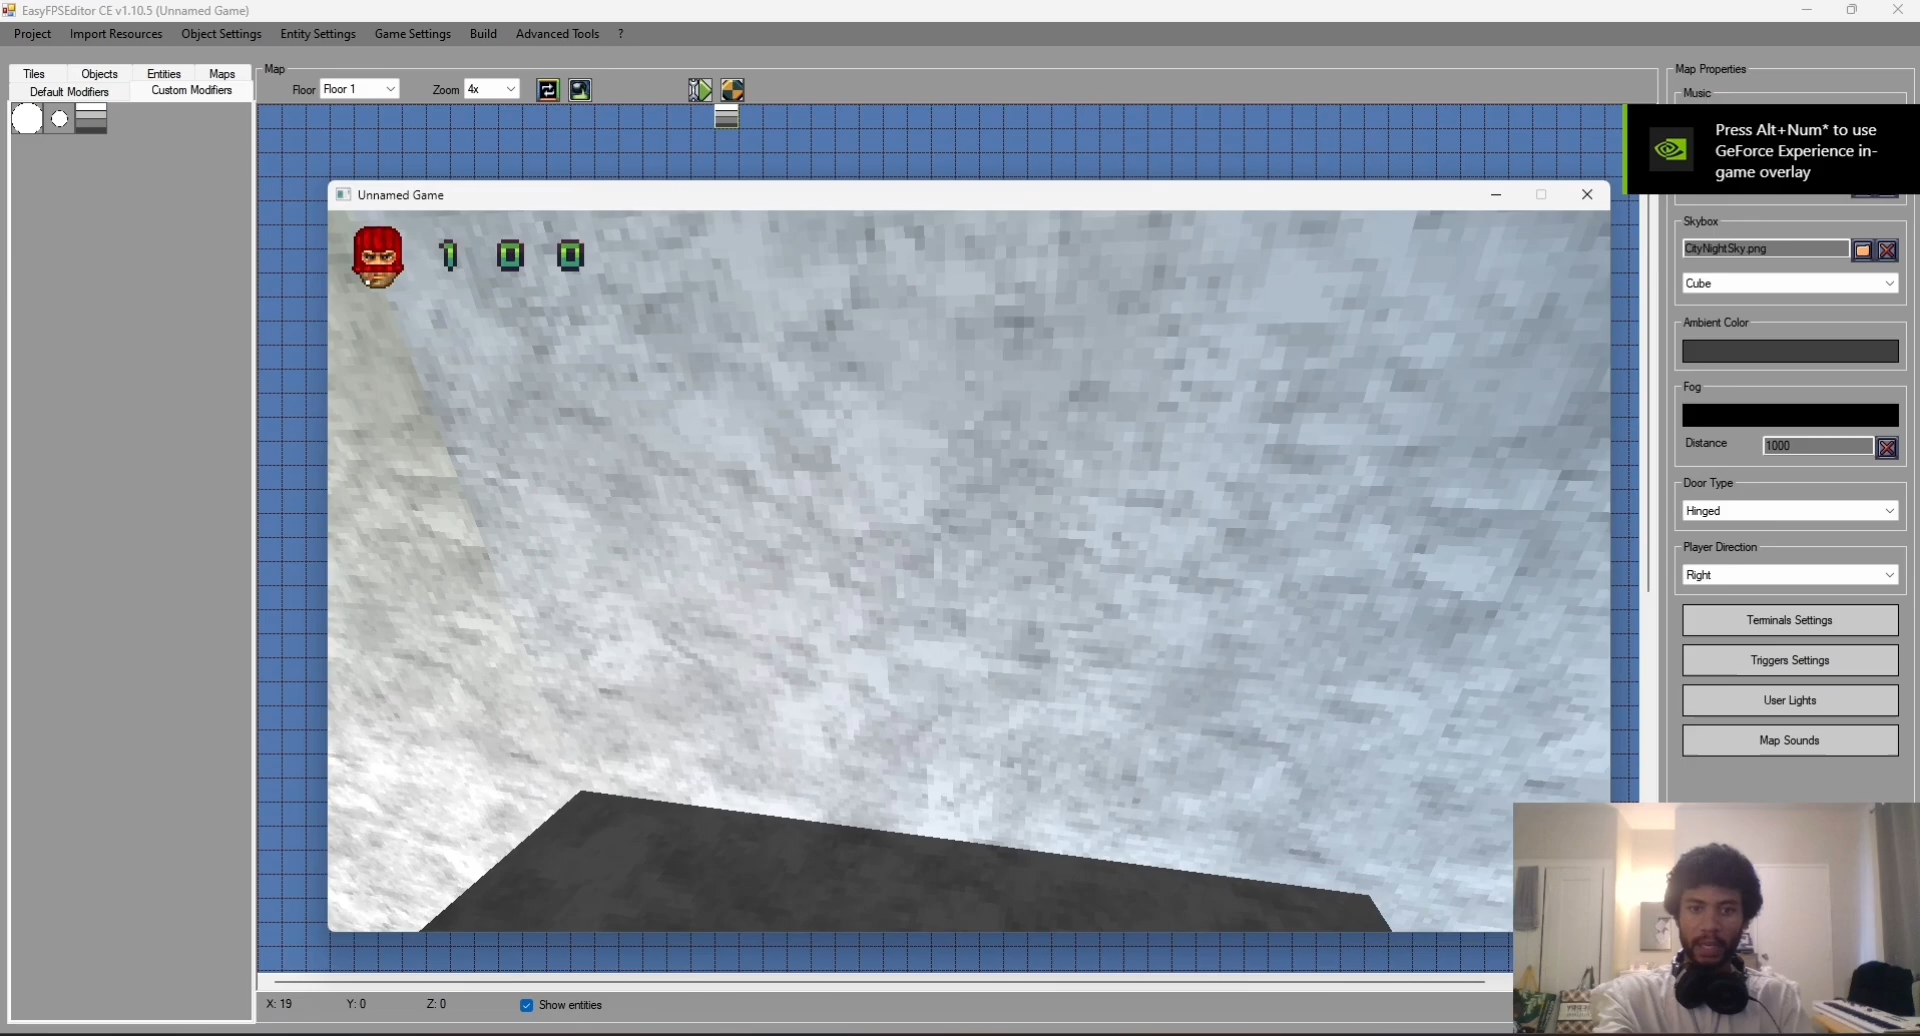 EasyFPSEditor CE v1.10.5 (Unnamed Game)
Project Import Resources Object Settings Entity Settings Game Settings Build Advanced Tools ?
Tiles Objects Entities Maps
Default Modifiers Custom Modifiers
Map
Floor Floor 1 Zoom 4x
Map Properties
Music
Press Alt+Num* to use
GeForce Experience in-
game overlay
Unnamed Game
100
Skybox
CityNightSky.png
Cube
Ambient Color
Fog
Distance 1000
Door Type
Hinged
Player Direction
Right
Terminals Settings
Triggers Settings
User Lights
Map Sounds
X: 19 Y: 0 Z: 0 Show entities